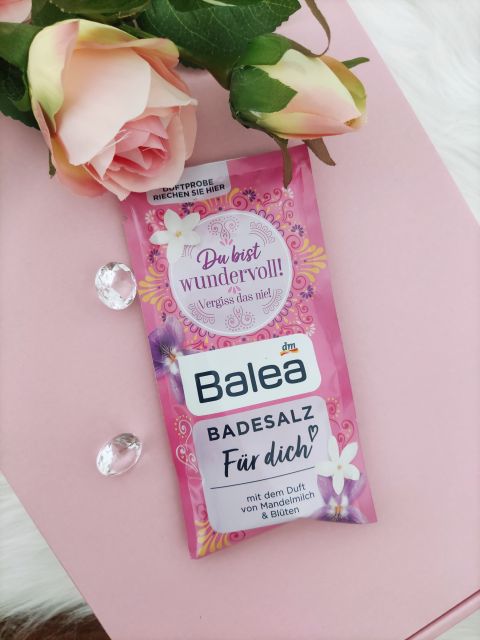 DUFTPROBE
RIECHEN SIE HIER
Du bist
wundervoll!
Vergiss das nie!
dm
Balea
BADESALZ
Für dich
mit dem Duft
von Mandelmilch
& Blüten